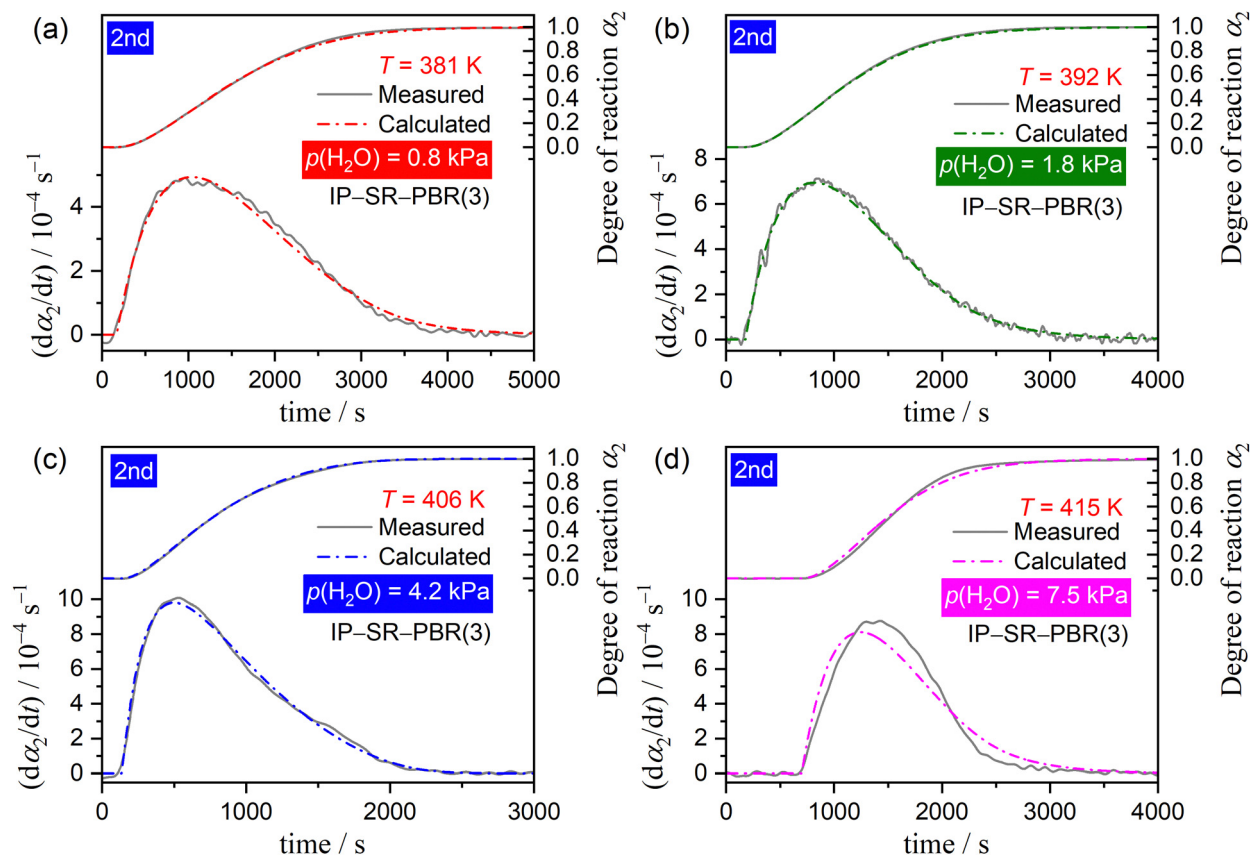 (a)
2nd
T = 381 K
Measured
Calculated
p(H₂O) = 0.8 kPa
IP–SR–PBR(3)
1.0
0.8
0.6
0.4
0.2
0.0
Degree of reaction α₂
4
2
0
(dα₂/dt) / 10⁻⁴ s⁻¹
0 1000 2000 3000 4000 5000
time / s
(b)
2nd
T = 392 K
Measured
Calculated
p(H₂O) = 1.8 kPa
IP–SR–PBR(3)
1.0
0.8
0.6
0.4
0.2
0.0
Degree of reaction α₂
8
6
4
2
0
(dα₂/dt) / 10⁻⁴ s⁻¹
0 1000 2000 3000 4000
time / s
(c)
2nd
T = 406 K
Measured
Calculated
p(H₂O) = 4.2 kPa
IP–SR–PBR(3)
1.0
0.8
0.6
0.4
0.2
0.0
Degree of reaction α₂
10
8
6
4
2
0
(dα₂/dt) / 10⁻⁴ s⁻¹
0 1000 2000 3000
time / s
(d)
2nd
T = 415 K
Measured
Calculated
p(H₂O) = 7.5 kPa
IP–SR–PBR(3)
1.0
0.8
0.6
0.4
0.2
0.0
Degree of reaction α₂
10
8
6
4
2
0
(dα₂/dt) / 10⁻⁴ s⁻¹
0 1000 2000 3000 4000
time / s